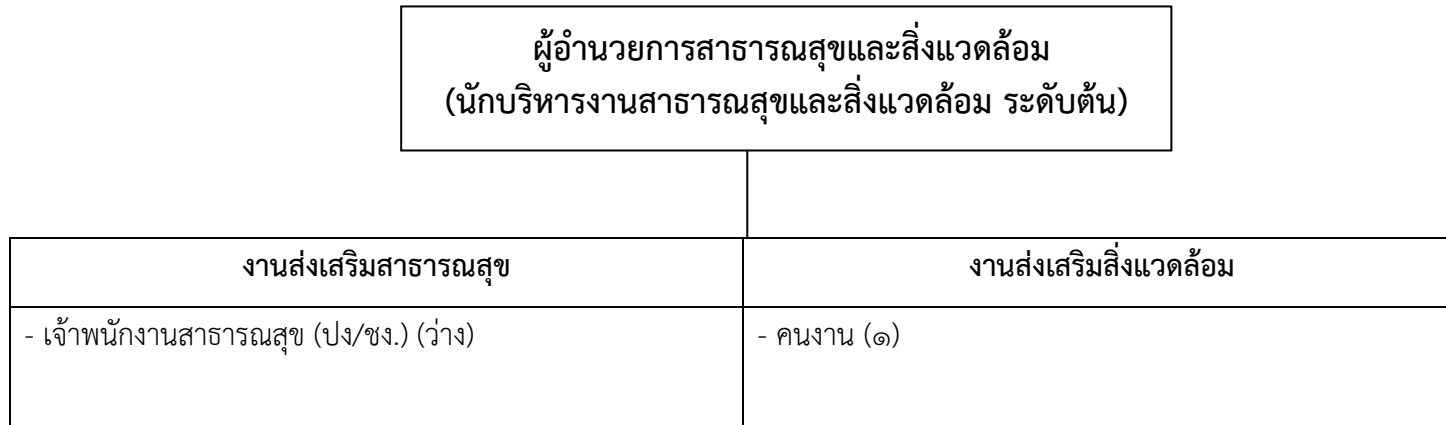 ผู้อำนวยการสาธารณสุขและสิ่งแวดล้อม
(นักบริหารงานสาธารณสุขและสิ่งแวดล้อม ระดับต้น)
งานส่งเสริมสาธารณสุข
งานส่งเสริมสิ่งแวดล้อม
- เจ้าพนักงานสาธารณสุข (ปง/ชง.) (ว่าง)
- คนงาน (๑)